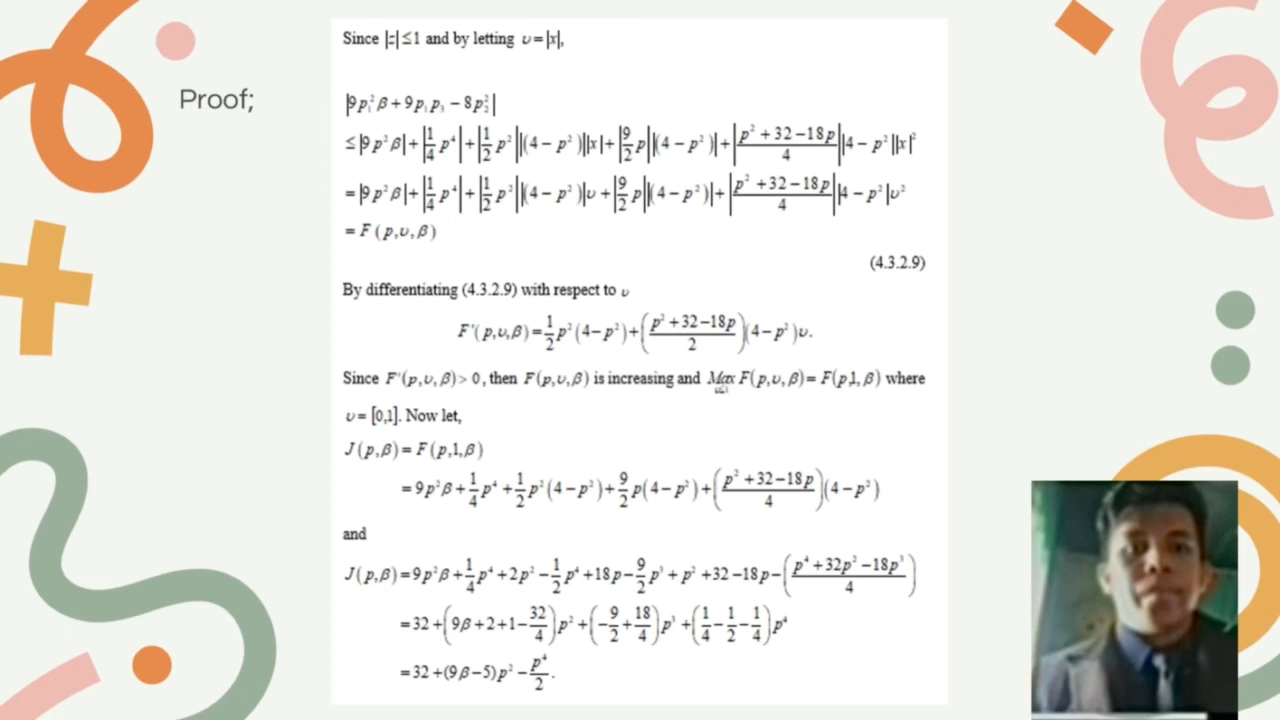 Proof;
Since |z| ≤ 1 and by letting υ = |x|,
|9p₁²β + 9p₁p₃ − 8p₂²|
≤ |9p²β| + |1/4 p⁴| + |1/2 p²||(4 − p²)||x| + |9/2 p||(4 − p²)| + |(p² + 32 − 18p)/4||4 − p²||x|²
= |9p²β| + |1/4 p⁴| + |1/2 p²||(4 − p²)|υ + |9/2 p||(4 − p²)| + |(p² + 32 − 18p)/4||4 − p²|υ²
= F(p,υ,β)
(4.3.2.9)
By differentiating (4.3.2.9) with respect to υ
F'(p,υ,β) = 1/2 p²(4 − p²) + ((p² + 32 − 18p)/2)(4 − p²)υ.
Since F'(p,υ,β) > 0, then F(p,υ,β) is increasing and Max F(p,υ,β) = F(p,1,β) where
υ = [0,1]. Now let,
J(p,β) = F(p,1,β)
= 9p²β + 1/4 p⁴ + 1/2 p²(4 − p²) + 9/2 p(4 − p²) + ((p² + 32 − 18p)/4)(4 − p²)
and
J(p,β) = 9p²β + 1/4 p⁴ + 2p² − 1/2 p⁴ + 18p − 9/2 p³ + p² + 32 − 18p − ((p⁴ + 32p² − 18p³)/4)
= 32 + (9β + 2 + 1 − 32/4)p² + (−9/2 + 18/4)p³ + (1/4 − 1/2 − 1/4)p⁴
= 32 + (9β − 5)p² − p⁴/2.